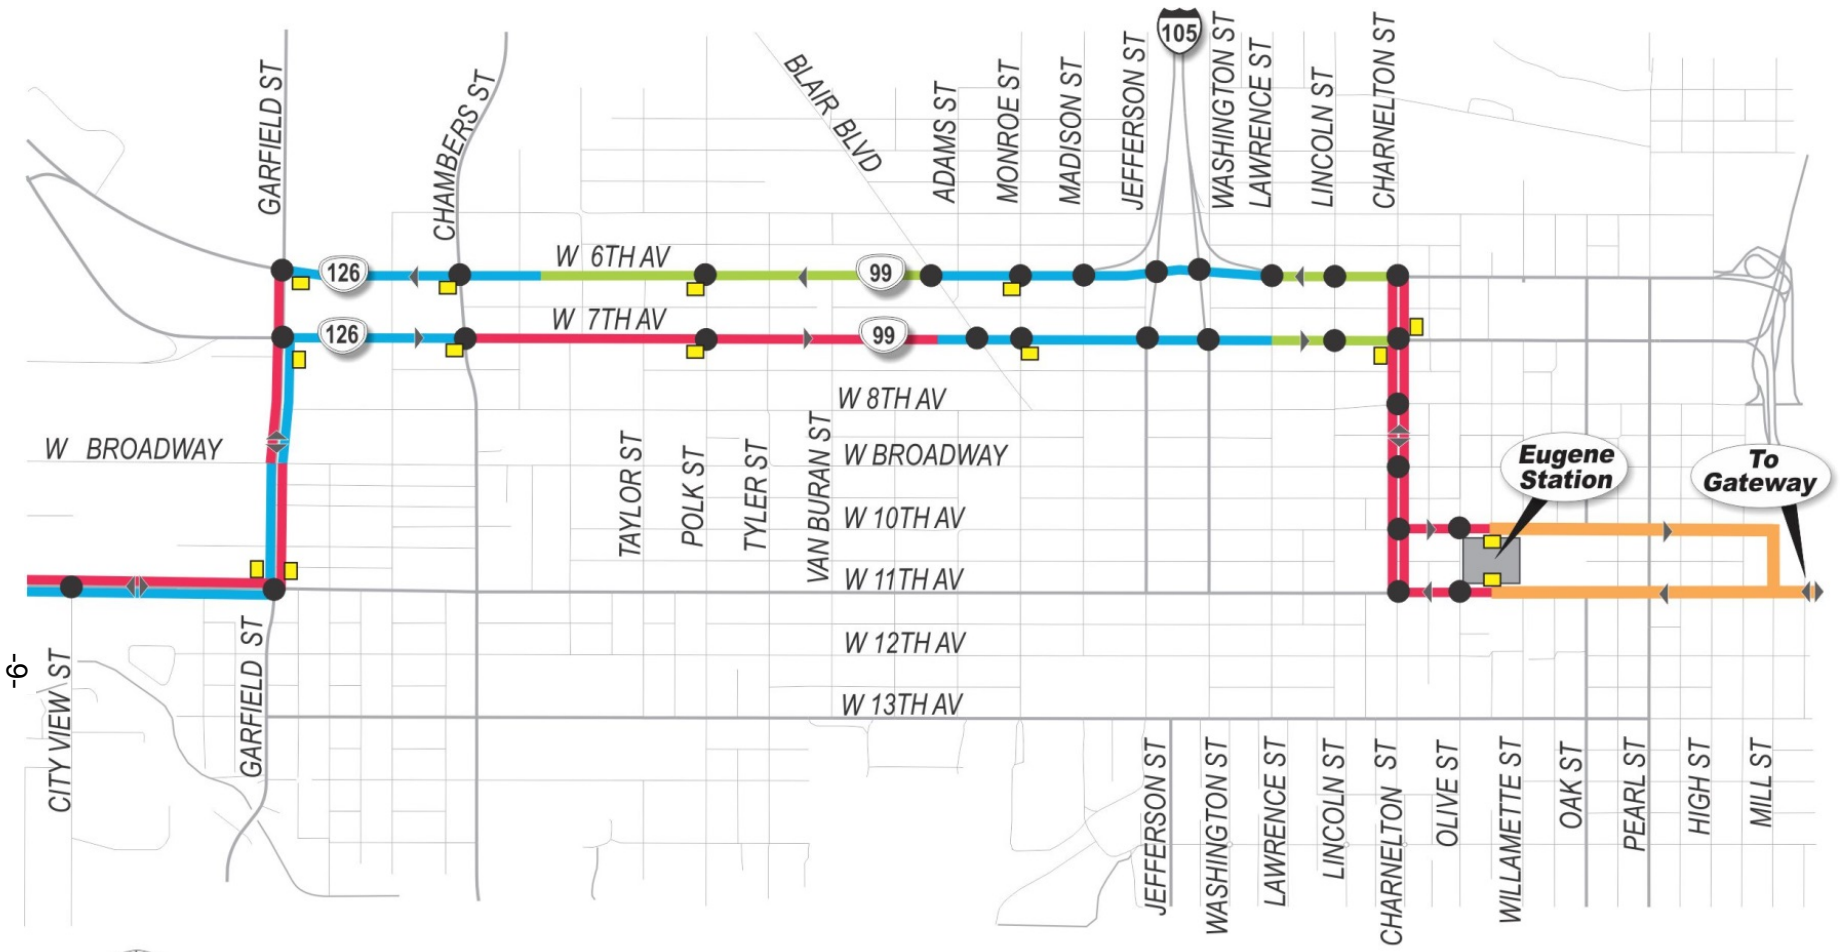 GARFIELD ST
CHAMBERS ST
BLAIR BLVD
ADAMS ST
MONROE ST
MADISON ST
JEFFERSON ST
105
WASHINGTON ST
LAWRENCE ST
LINCOLN ST
CHARNELTON ST
W 6TH AV
126
99
W 7TH AV
126
99
W 8TH AV
W BROADWAY
W BROADWAY
TAYLOR ST
POLK ST
TYLER ST
VAN BURAN ST
W 10TH AV
W 11TH AV
W 12TH AV
W 13TH AV
Eugene
Station
To
Gateway
-6-
CITY VIEW ST
GARFIELD ST
JEFFERSON ST
WASHINGTON ST
LAWRENCE ST
LINCOLN ST
CHARNELTON ST
OLIVE ST
WILLAMETTE ST
OAK ST
PEARL ST
HIGH ST
MILL ST